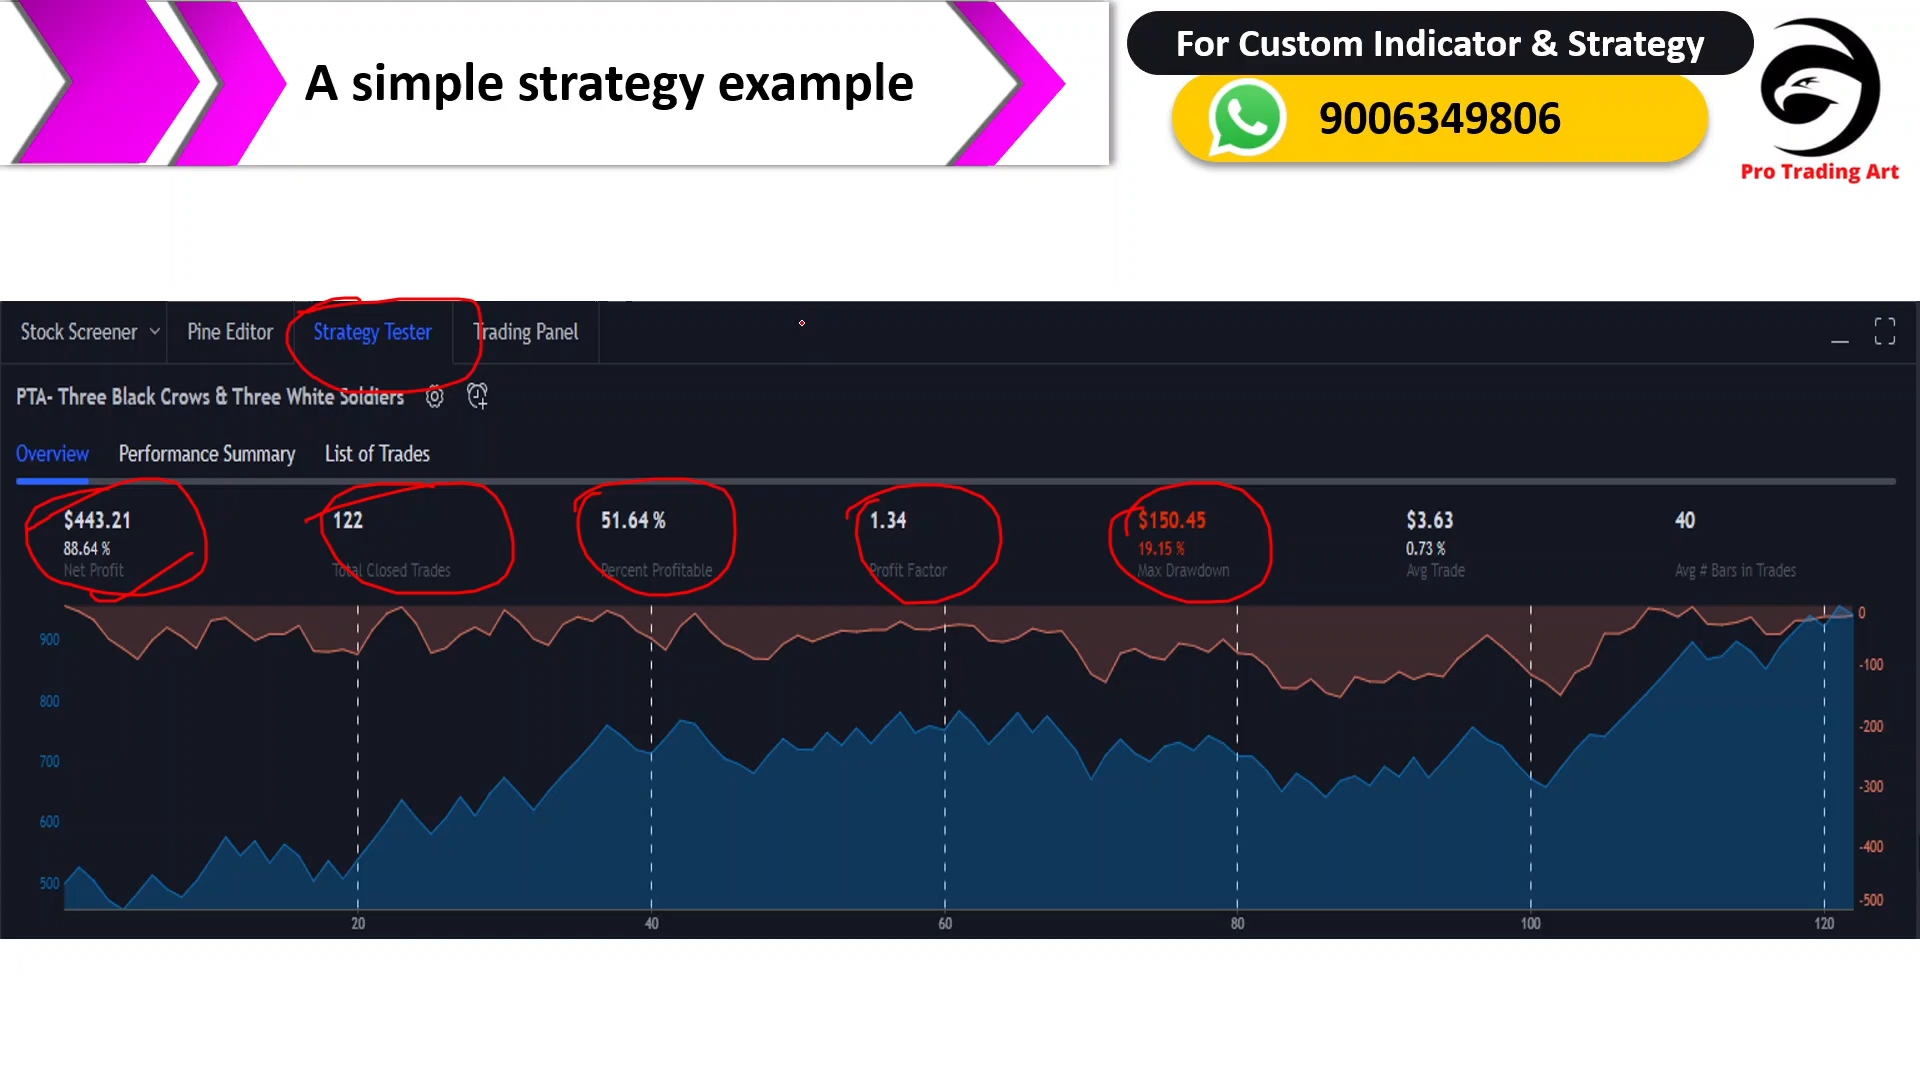 A simple strategy example
For Custom Indicator & Strategy
9006349806
Pro Trading Art
Stock Screener Pine Editor Strategy Tester Trading Panel
PTA- Three Black Crows & Three White Soldiers
Overview Performance Summary List of Trades
$443.21 122 51.64 % 1.34 $150.45 $3.63 40
88.64 % 19.15 % 0.73 %
Net Profit Total Closed Trades Percent Profitable Profit Factor Max Drawdown Avg Trade Avg # Bars in Trades
0
900
-100
800
-200
700
-300
600
-400
500
-500
20 40 60 80 100 120